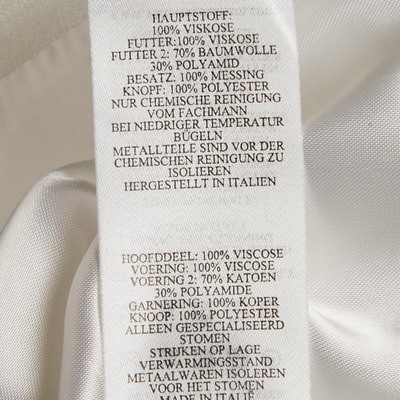 HAUPTSTOFF:
100% VISKOSE
FUTTER:100% VISKOSE
FUTTER 2: 70% BAUMWOLLE
30% POLYAMID
BESATZ: 100% MESSING
KNOPF: 100% POLYESTER
NUR CHEMISCHE REINIGUNG
VOM FACHMANN
BEI NIEDRIGER TEMPERATUR
BÜGELN
METALLTEILE SIND VOR DER
CHEMISCHEN REINIGUNG ZU
ISOLIEREN
HERGESTELLT IN ITALIEN
HOOFDDEEL: 100% VISCOSE
VOERING: 100% VISCOSE
VOERING 2: 70% KATOEN
30% POLYAMIDE
GARNERING: 100% KOPER
KNOOP: 100% POLYESTER
ALLEEN GESPECIALISEERD
STOMEN
STRIJKEN OP LAGE
VERWARMINGSSTAND
METAALWAREN ISOLEREN
VOOR HET STOMEN
MADE IN ITALIË